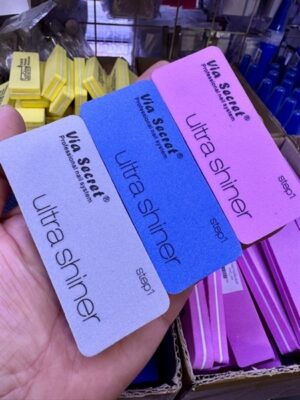 Via Secret®
Professional nail system
ultra shiner
step1
Via Secret®
Professional nail system
ultra shiner
step1
Via Secret®
Professional nail system
ultra shiner
step1